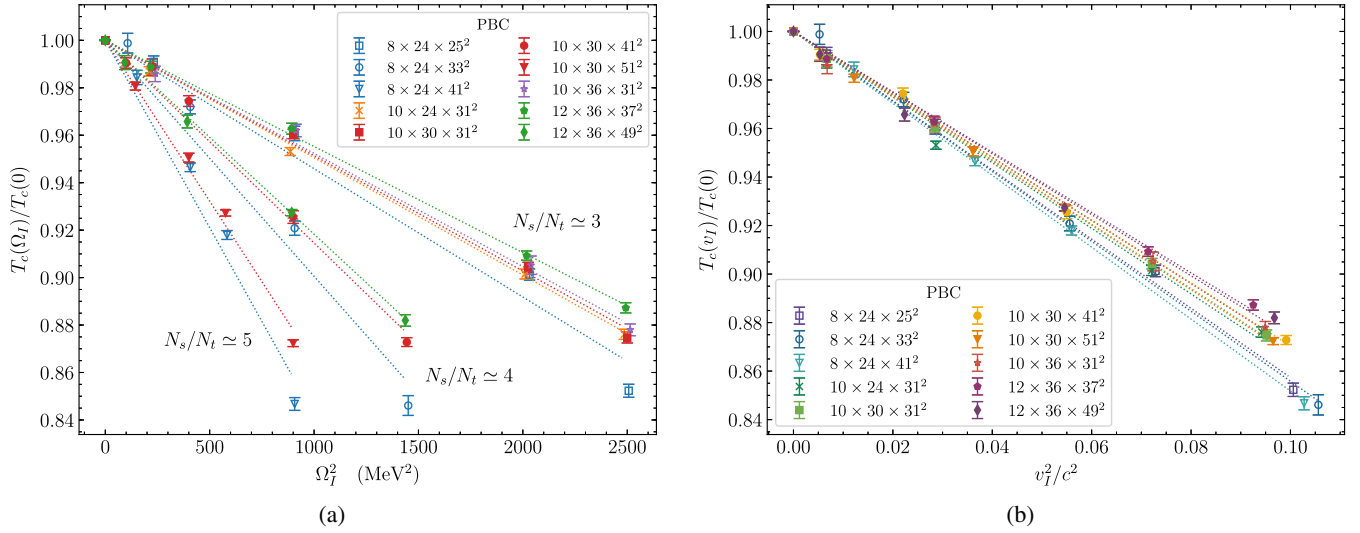 PBC
8 × 24 × 25²
8 × 24 × 33²
8 × 24 × 41²
10 × 24 × 31²
10 × 30 × 31²
10 × 30 × 41²
10 × 30 × 51²
10 × 36 × 31²
12 × 36 × 37²
12 × 36 × 49²
T_c(Ω_I)/T_c(0)
1.00
0.98
0.96
0.94
0.92
0.90
0.88
0.86
0.84
N_s/N_t ≃ 3
N_s/N_t ≃ 5
N_s/N_t ≃ 4
0 500 1000 1500 2000 2500
Ω_I² (MeV²)
(a)
T_c(v_I)/T_c(0)
1.00
0.98
0.96
0.94
0.92
0.90
0.88
0.86
0.84
PBC
8 × 24 × 25²
8 × 24 × 33²
8 × 24 × 41²
10 × 24 × 31²
10 × 30 × 31²
10 × 30 × 41²
10 × 30 × 51²
10 × 36 × 31²
12 × 36 × 37²
12 × 36 × 49²
0.00 0.02 0.04 0.06 0.08 0.10
v_I²/c²
(b)